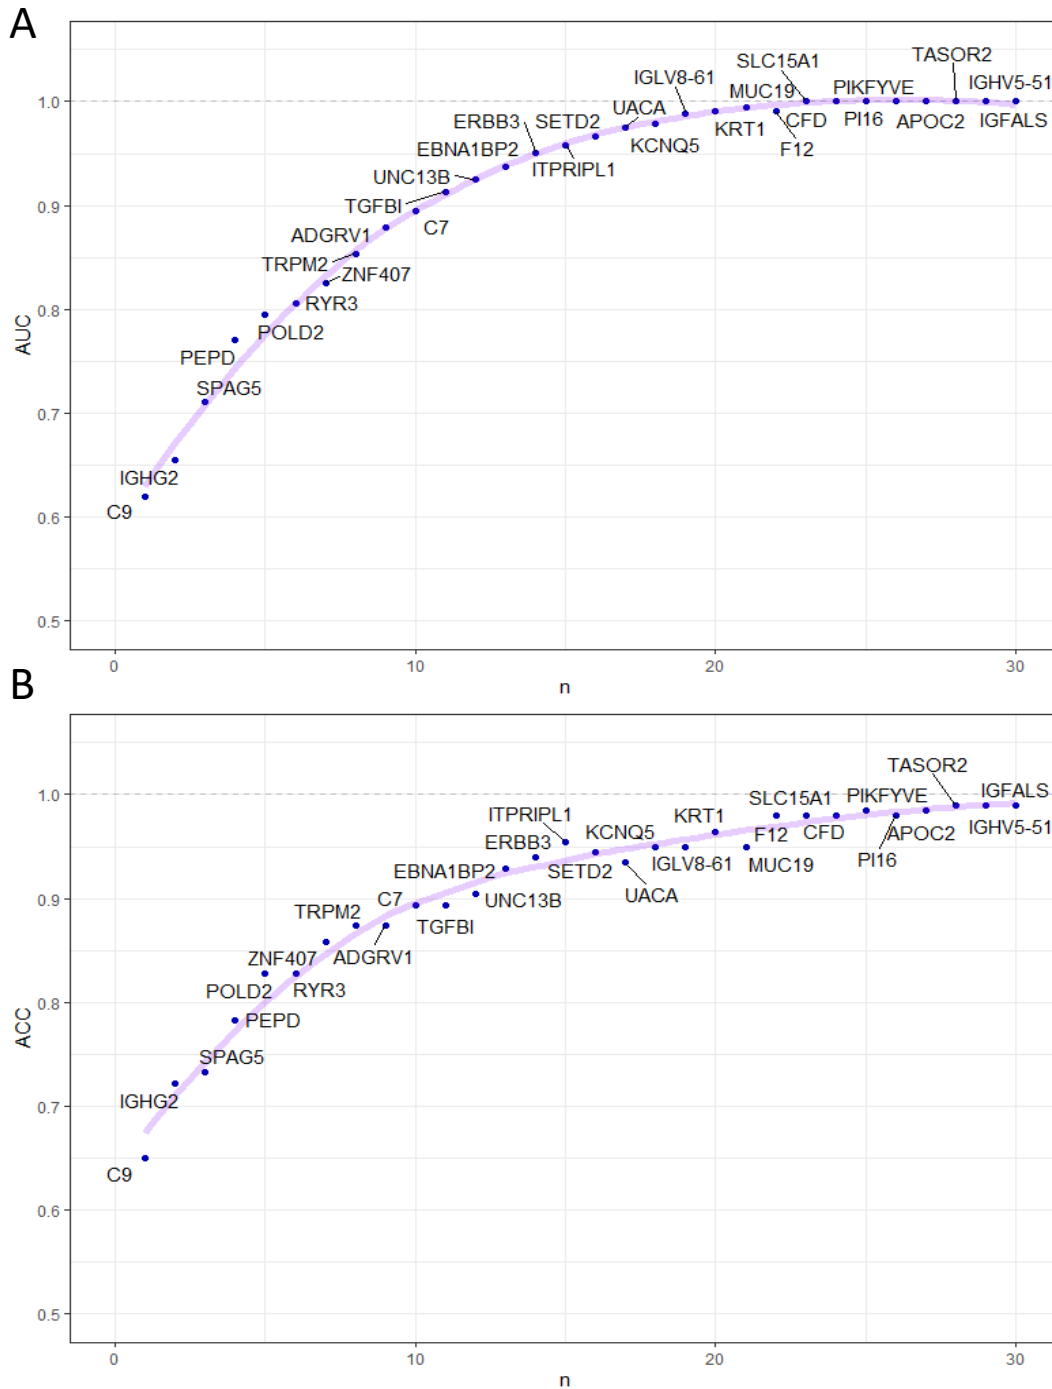 A
TASOR2
SLC15A1
IGLV8-61
PIKFYVE
IGHV5-51
MUC19
UACA
1.0
ERBB3
SETD2
KRT1
CFD
PI16
APOC2
IGFALS
EBNA1BP2
KCNQ5
F12
ITPRIPL1
UNC13B
TGFBI
0.9
C7
ADGRV1
TRPM2
ZNF407
RYR3
0.8
POLD2
AUC
PEPD
SPAG5
0.7
IGHG2
C9
0.6
0.5
0
10
20
30
n
B
TASOR2
ITPRIPL1
SLC15A1
PIKFYVE
IGFALS
1.0
KRT1
ERBB3
KCNQ5
F12
CFD
APOC2
IGHV5-51
EBNA1BP2
SETD2
IGLV8-61
MUC19
PI16
0.9
C7
UNC13B
UACA
TRPM2
TGFBI
ZNF407
ADGRV1
POLD2
RYR3
0.8
PEPD
ACC
SPAG5
IGHG2
0.7
C9
0.6
0.5
0
10
20
30
n